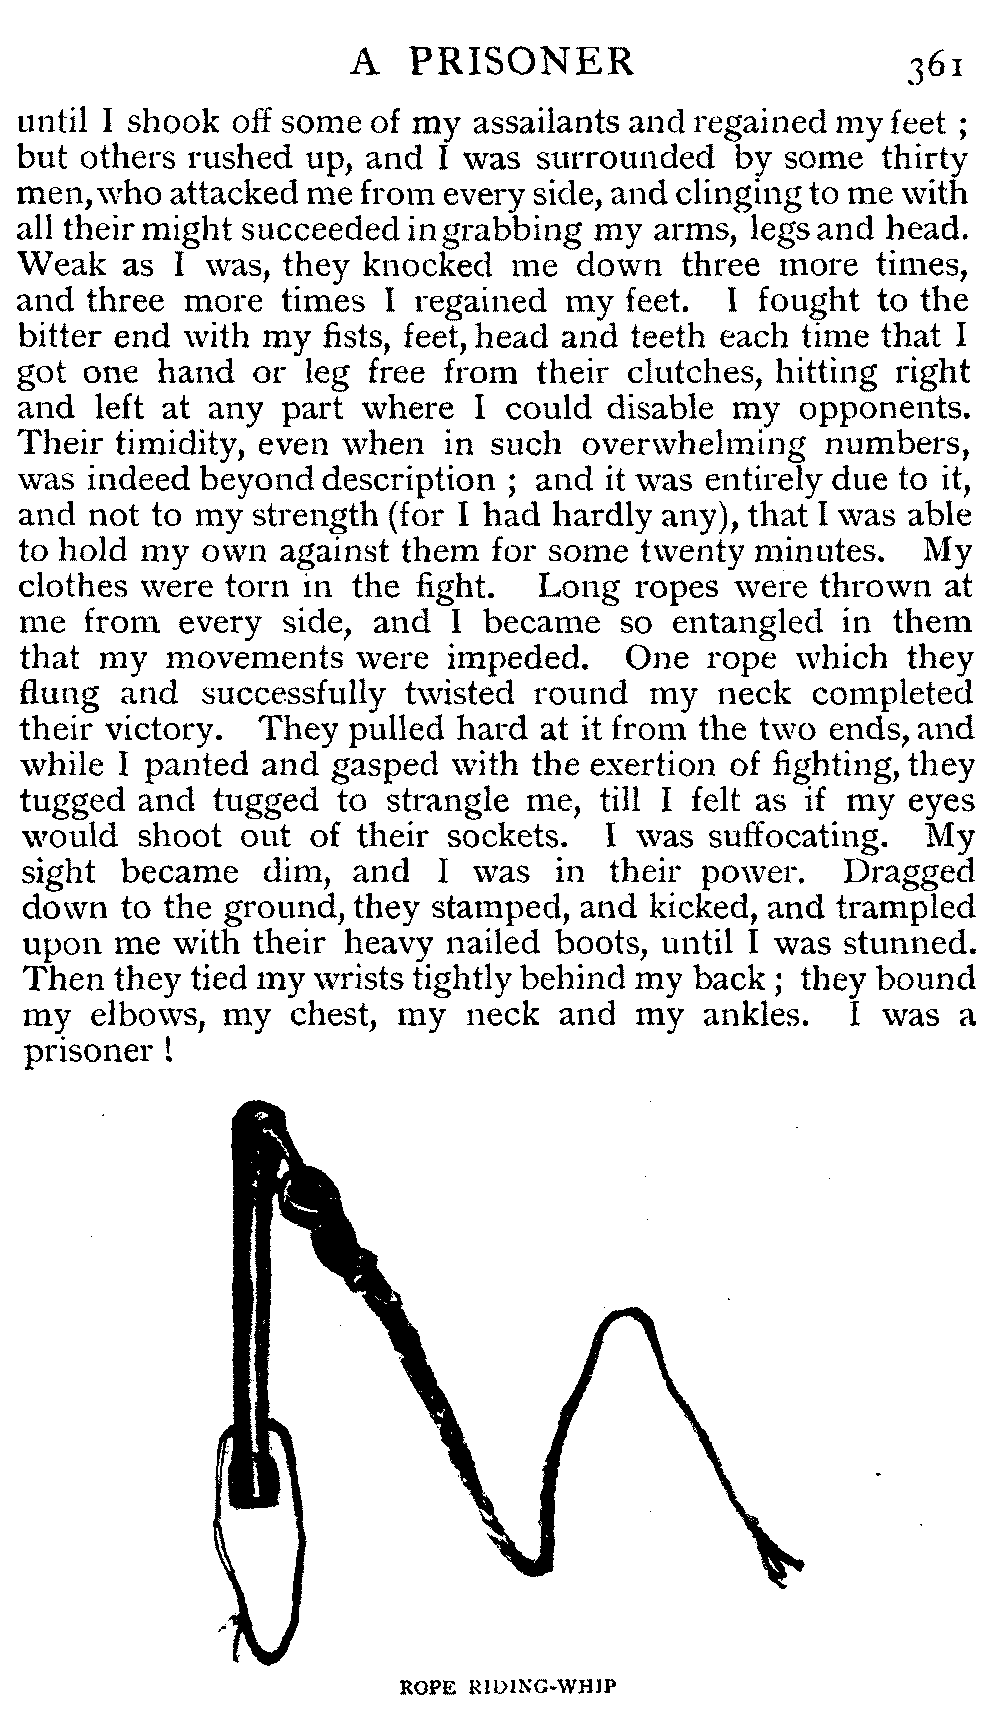 A PRISONER 361
until I shook off some of my assailants and regained my feet ;
but others rushed up, and I was surrounded by some thirty
men, who attacked me from every side, and clinging to me with
all their might succeeded in grabbing my arms, legs and head.
Weak as I was, they knocked me down three more times,
and three more times I regained my feet. I fought to the
bitter end with my fists, feet, head and teeth each time that I
got one hand or leg free from their clutches, hitting right
and left at any part where I could disable my opponents.
Their timidity, even when in such overwhelming numbers,
was indeed beyond description ; and it was entirely due to it,
and not to my strength (for I had hardly any), that I was able
to hold my own against them for some twenty minutes. My
clothes were torn in the fight. Long ropes were thrown at
me from every side, and I became so entangled in them
that my movements were impeded. One rope which they
flung and successfully twisted round my neck completed
their victory. They pulled hard at it from the two ends, and
while I panted and gasped with the exertion of fighting, they
tugged and tugged to strangle me, till I felt as if my eyes
would shoot out of their sockets. I was suffocating. My
sight became dim, and I was in their power. Dragged
down to the ground, they stamped, and kicked, and trampled
upon me with their heavy nailed boots, until I was stunned.
Then they tied my wrists tightly behind my back ; they bound
my elbows, my chest, my neck and my ankles. I was a
prisoner !
ROPE RIDING-WHIP